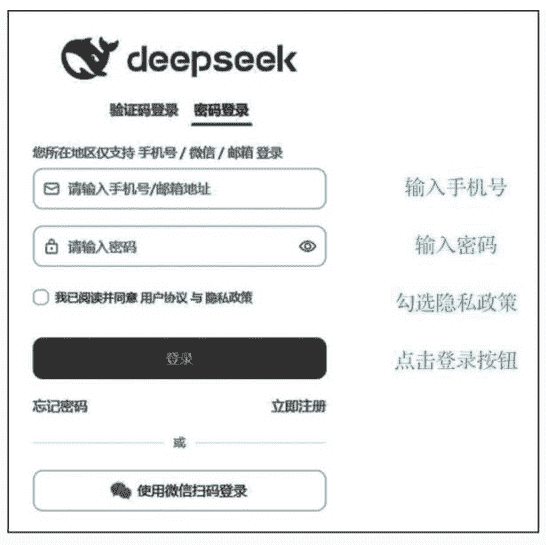 deepseek
验证码登录 密码登录
您所在地区仅支持 手机号 / 微信 / 邮箱 登录
请输入手机号/邮箱地址 输入手机号
请输入密码 输入密码
我已阅读并同意 用户协议 与 隐私政策 勾选隐私政策
登录 点击登录按钮
忘记密码 立即注册
或
使用微信扫码登录